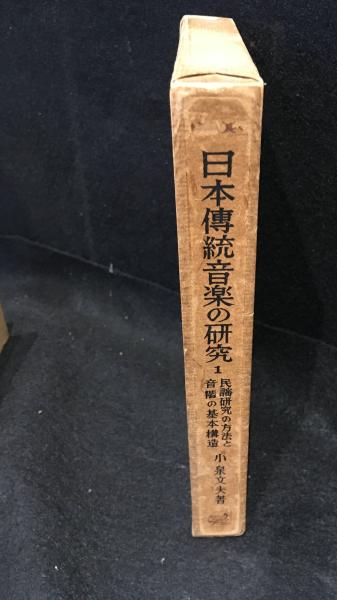 日本傳統音楽の研究
1
民謡研究の方法と
音階の基本構造
小泉文夫著